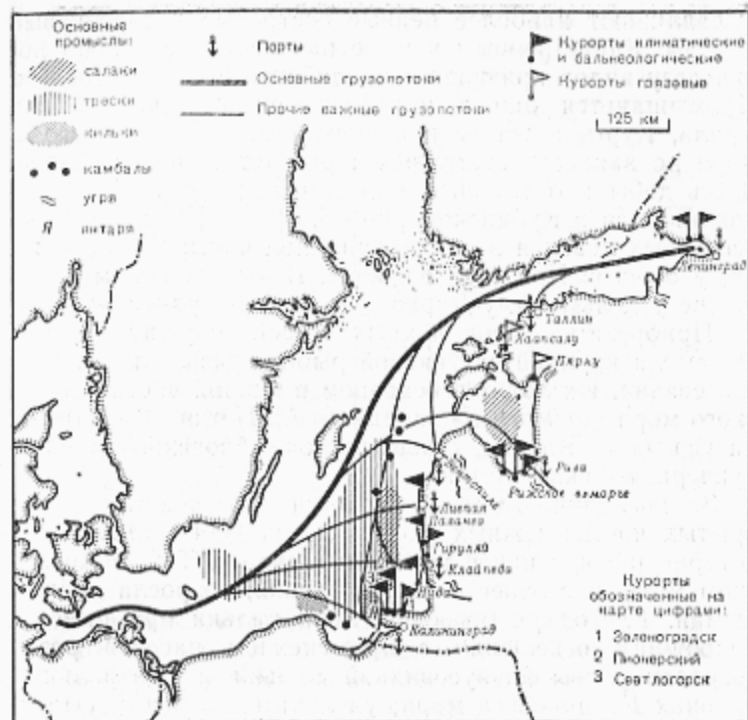 Основные
промыслы:
салаки
трески
кильки
камбалы
угря
Я янтаря
Порты
Основные грузопотоки
Прочие важные грузопотоки
Курорты климатические
и бальнеологические
Курорты грязевые
125 км
Ленинград
Таллин
Хаапсалу
Пярну
Рига
Рижское взморье
Лиепая
Паланга
Гируляй
Клайпеда
Нида
Калининград
Курорты
обозначенные на
карте цифрами:
1 Зеленоградск
2 Пионерский
3 Светлогорск